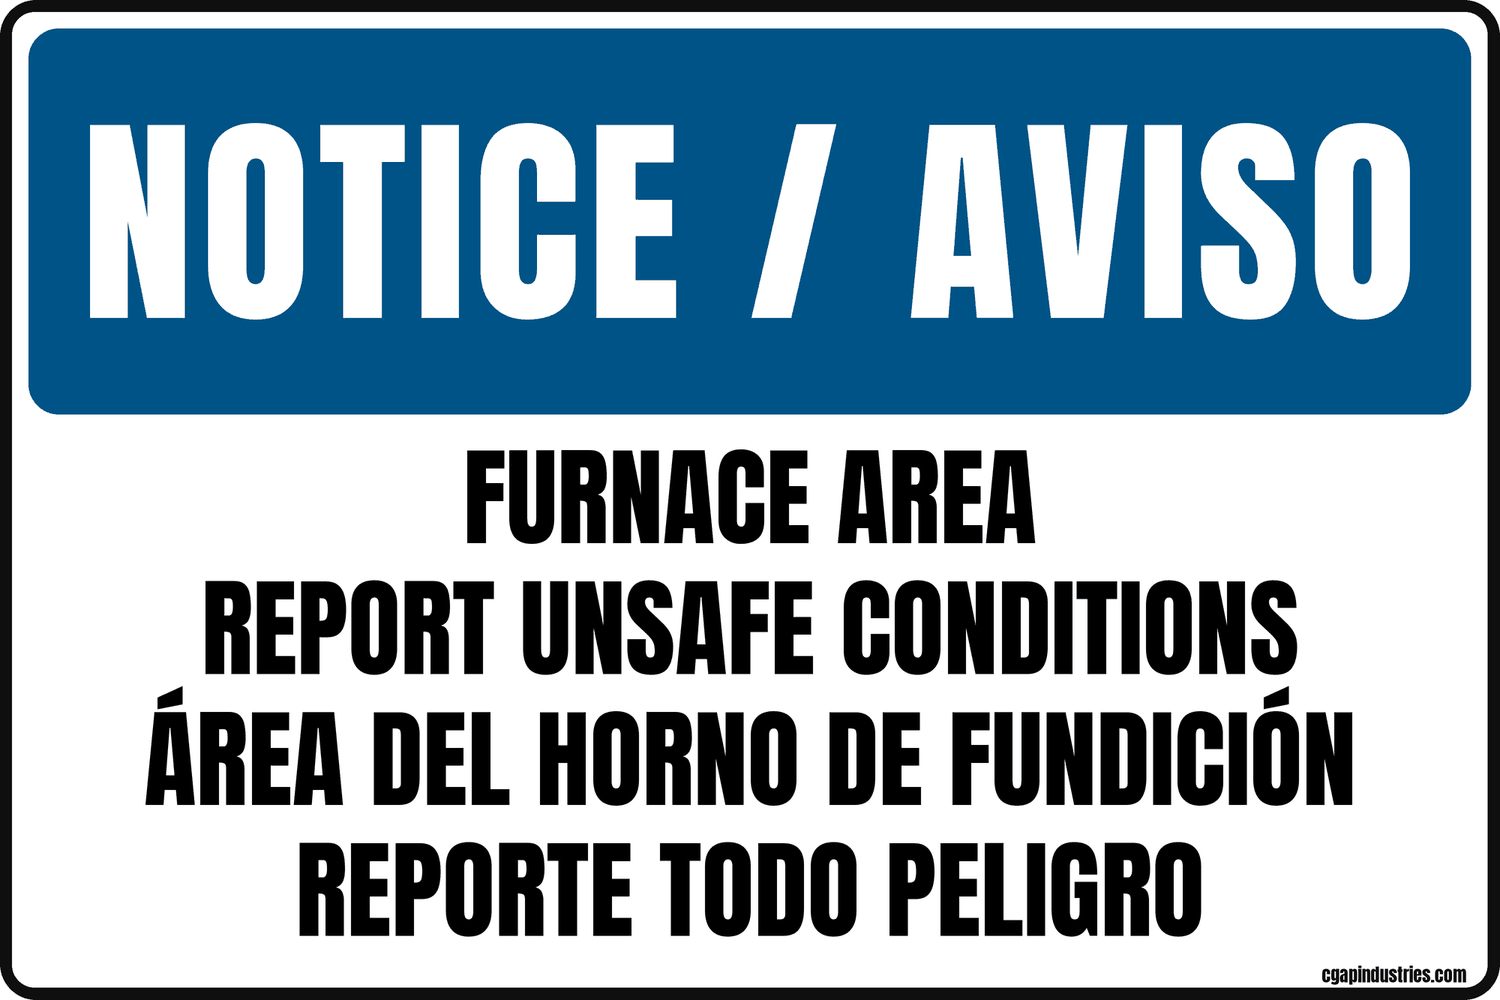 NOTICE / AVISO
FURNACE AREA
REPORT UNSAFE CONDITIONS
ÁREA DEL HORNO DE FUNDICIÓN
REPORTE TODO PELIGRO
cgapindustries.com